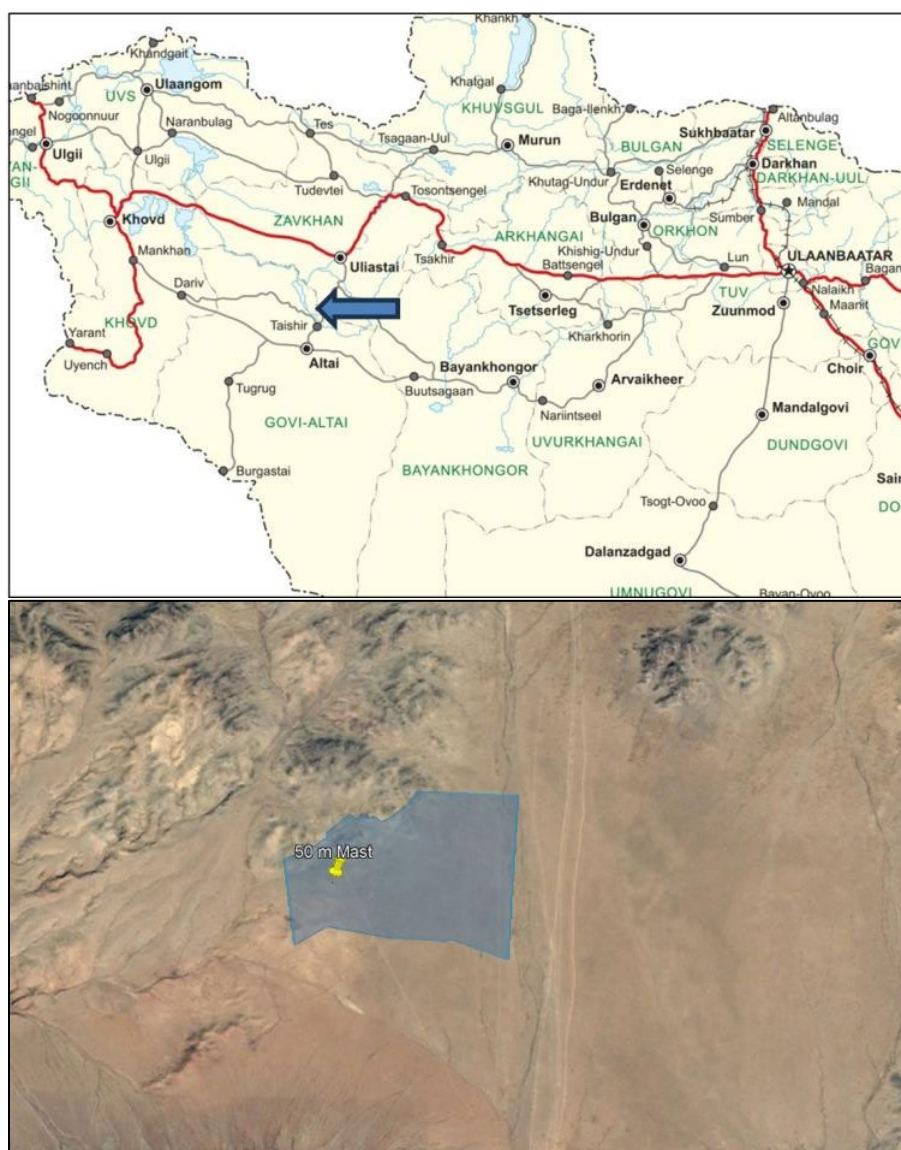 Khankh
Khandgait
Ulaangom
UVS
Nogoonnuur
Naranbulag
Tes
Khatgal
KHUVSGUL
Baga-Ilenkh
Altanbulag
Sukhbaatar
SELENGE
Ulgii
Ulgii
Tsagaan-Uul
Murun
BULGAN
Darkhan
DARKHAN-UUL
Tudevtei
Tosontsengel
Khutag-Undur
Selenge
Erdenet
Mandal
Sumber
Khovd
ZAVKHAN
Bulgan
ORKHON
Mankhan
Uliastai
Tsakhir
ARKHANGAI
Khishig-Undur
Battsengel
Lun
ULAANBAATAR
Dariv
Tsetserleg
TUV
Nalaikh
Zuunmod
Maanit
KHOVD
Taishir
Kharkhorin
Yarant
Uyench
Altai
Bayankhongor
Arvaikheer
Choir
Tugrug
Buutsagaan
Nariintseel
Mandalgovi
GOVI-ALTAI
UVURKHANGAI
DUNDGOVI
Burgastai
BAYANKHONGOR
Tsogt-Ovoo
Dalanzadgad
UMNUGOVI
Bayan-Ovoo
50 m Mast